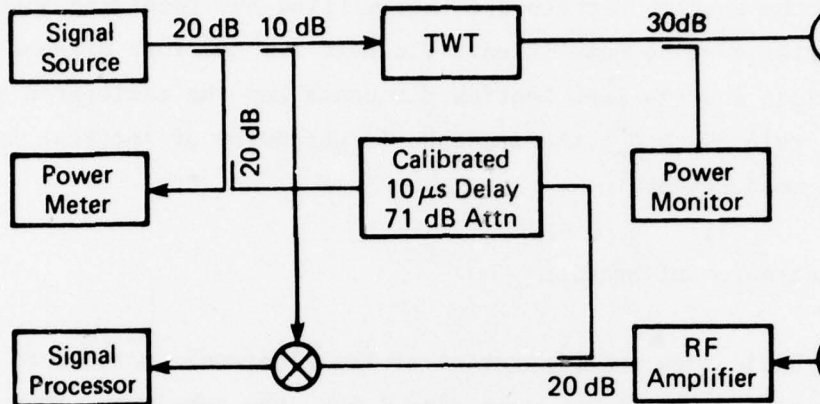 Signal
Source
20 dB
10 dB
TWT
30dB
Power
Meter
20 dB
Calibrated
10 μs Delay
71 dB Attn
Power
Monitor
Signal
Processor
20 dB
RF
Amplifier